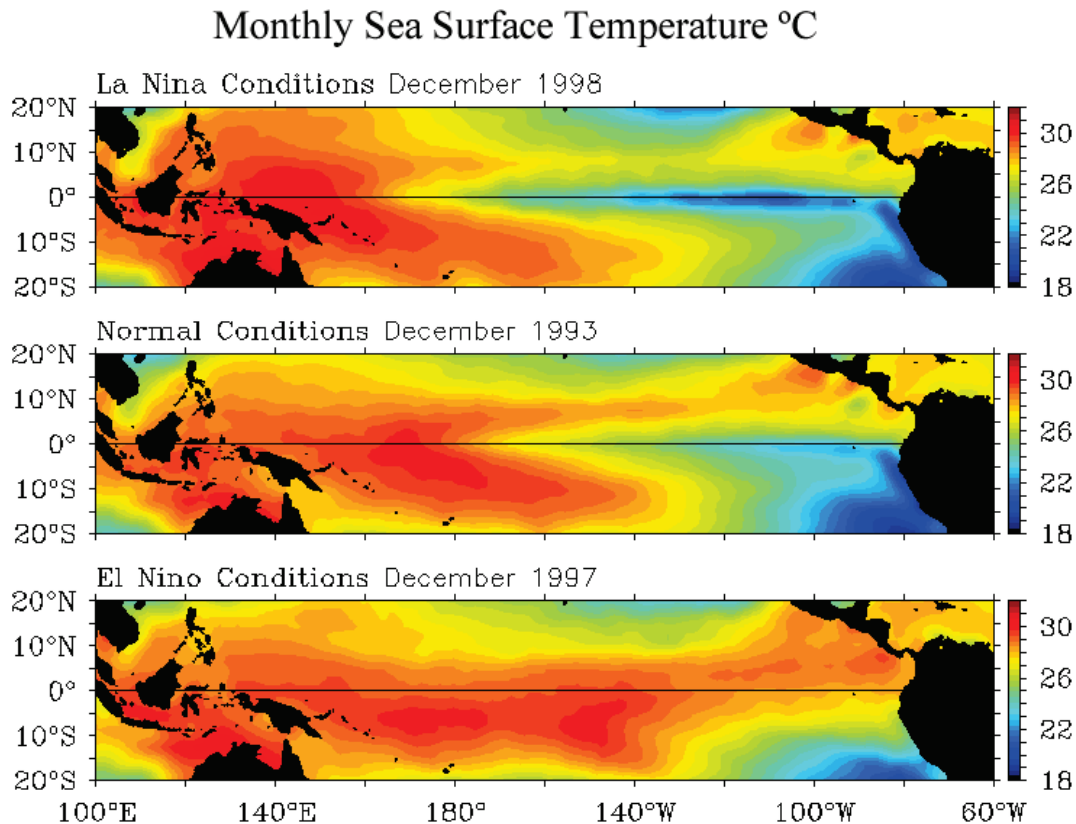 Monthly Sea Surface Temperature ºC
La Nina Conditions December 1998
20°N
10°N
0°
10°S
20°S
30
26
22
18
Normal Conditions December 1993
20°N
10°N
0°
10°S
20°S
30
26
22
18
El Nino Conditions December 1997
20°N
10°N
0°
10°S
20°S
30
26
22
18
100°E 140°E 180° 140°W 100°W 60°W